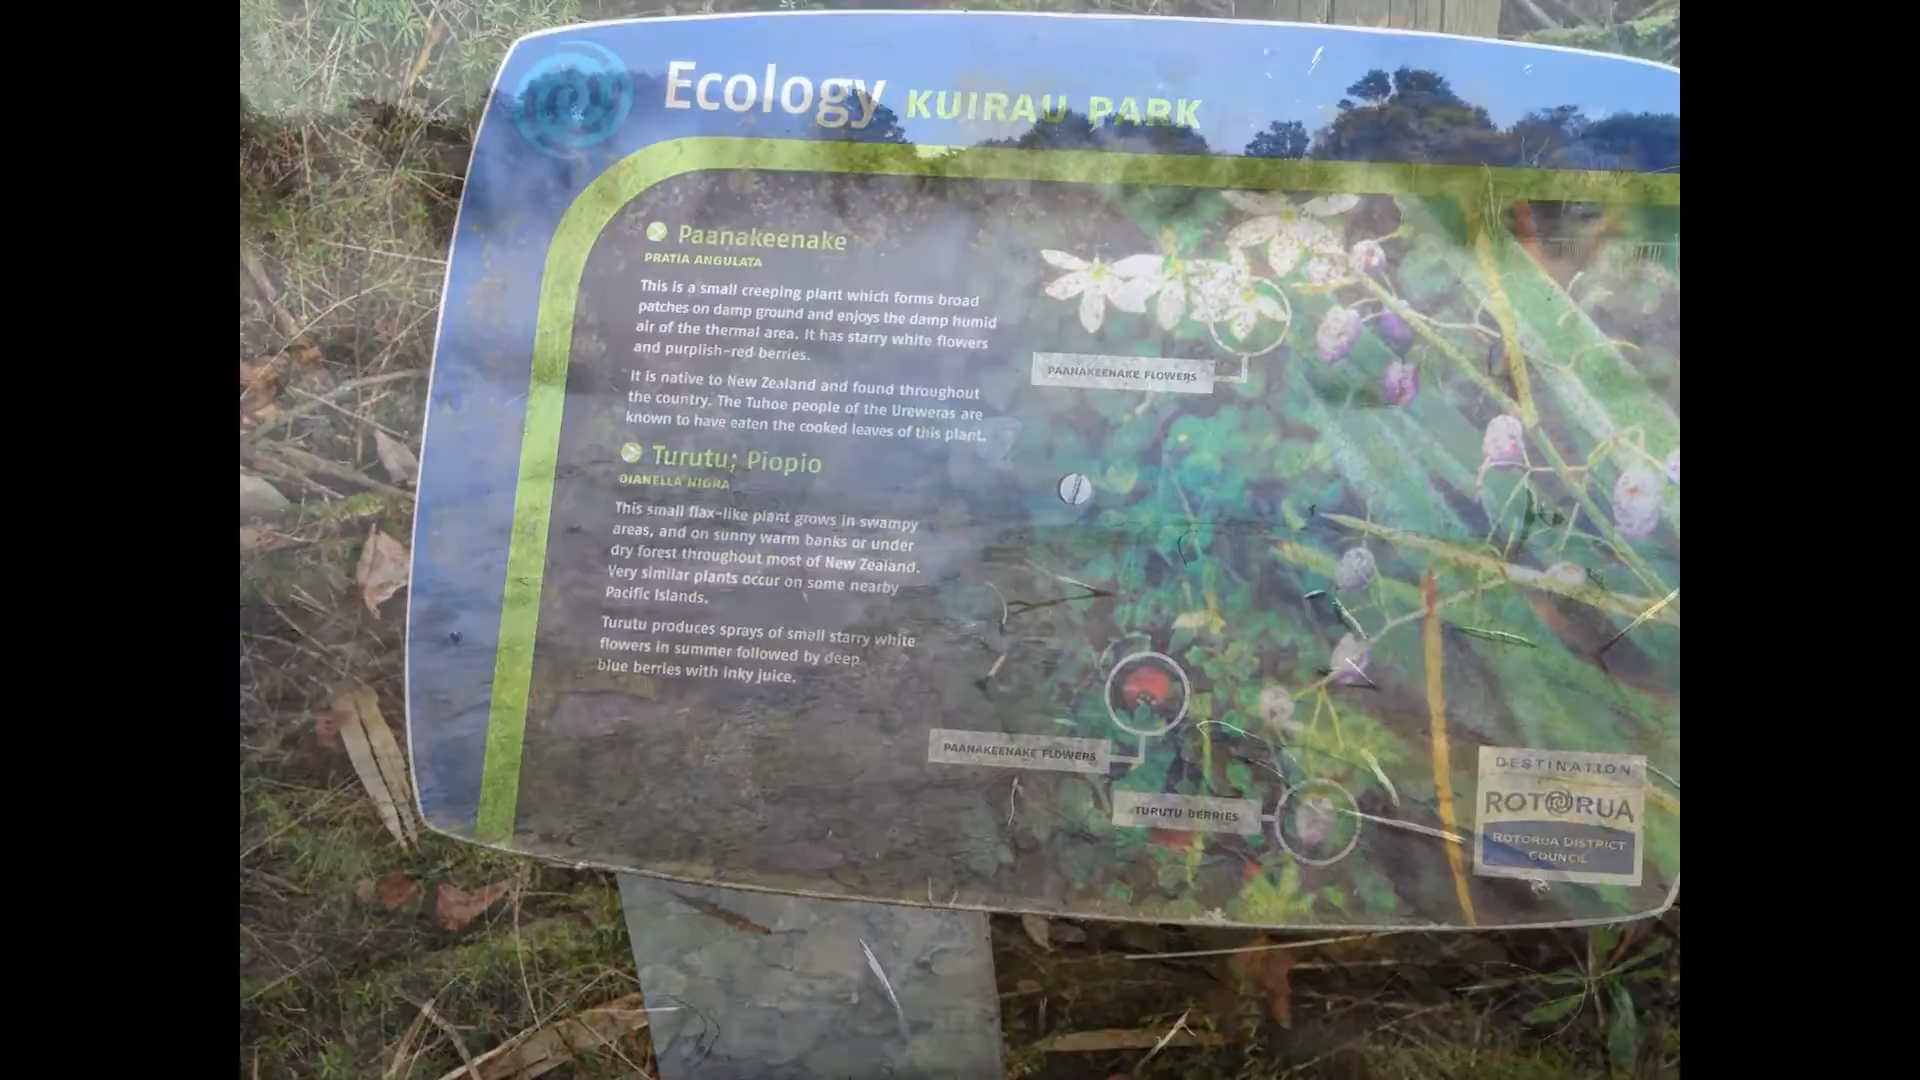 Ecology KUIRAU PARK
Paanakeenake
PRATIA ANGULATA
This is a small creeping plant which forms broad
patches on damp ground and enjoys the damp humid
air of the thermal area. It has starry white flowers
and purplish-red berries.
It is native to New Zealand and found throughout
the country. The Tuhoe people of the Ureweras are
known to have eaten the cooked leaves of this plant.
Turutu; Piopio
DIANELLA NIGRA
This small flax-like plant grows in swampy
areas, and on sunny warm banks or under
dry forest throughout most of New Zealand.
Very similar plants occur on some nearby
Pacific Islands.
Turutu produces sprays of small starry white
flowers in summer followed by deep
blue berries with inky juice.
PAANAKEENAKE FLOWERS
PAANAKEENAKE FLOWERS
TURUTU BERRIES
DESTINATION
ROTORUA
ROTORUA DISTRICT
COUNCIL